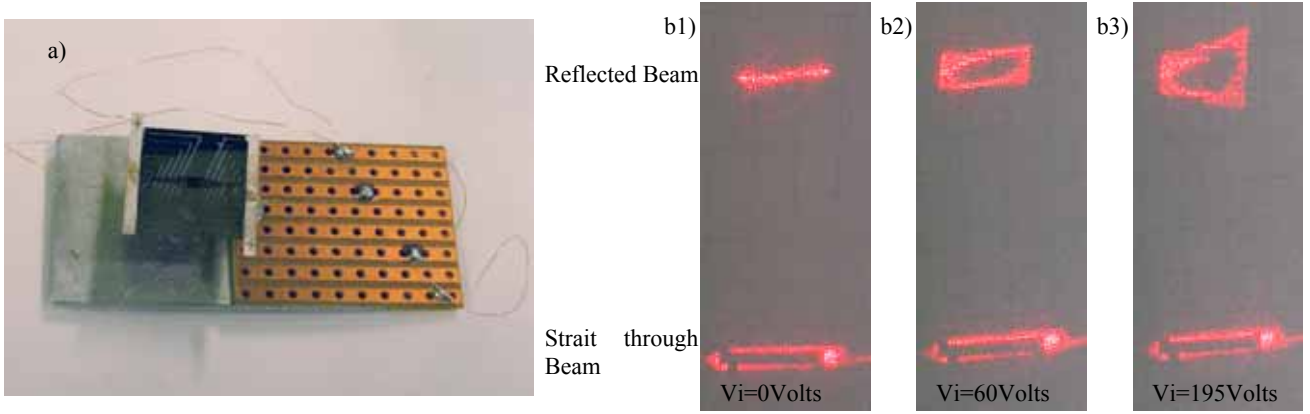 a)
b1)
b2)
b3)
Reflected Beam
Strait through
Beam
Vi=0Volts
Vi=60Volts
Vi=195Volts